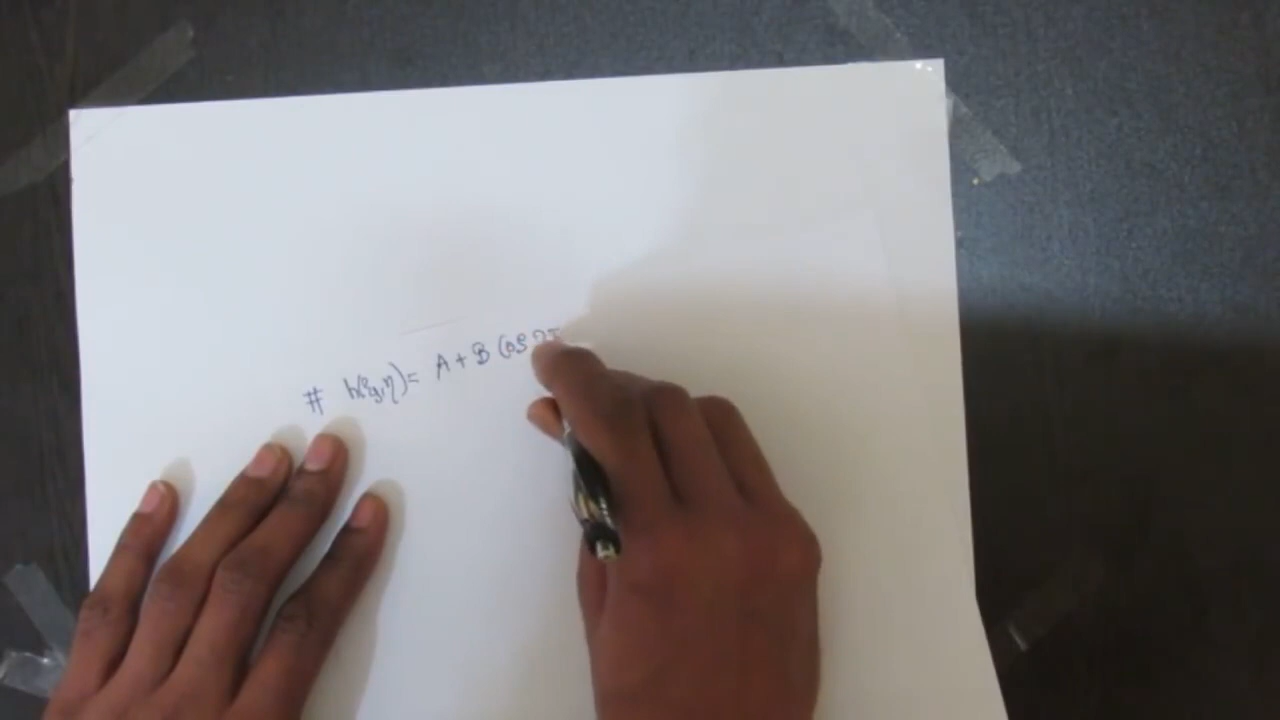 # h(ξ,η) = A + B Cos 2π